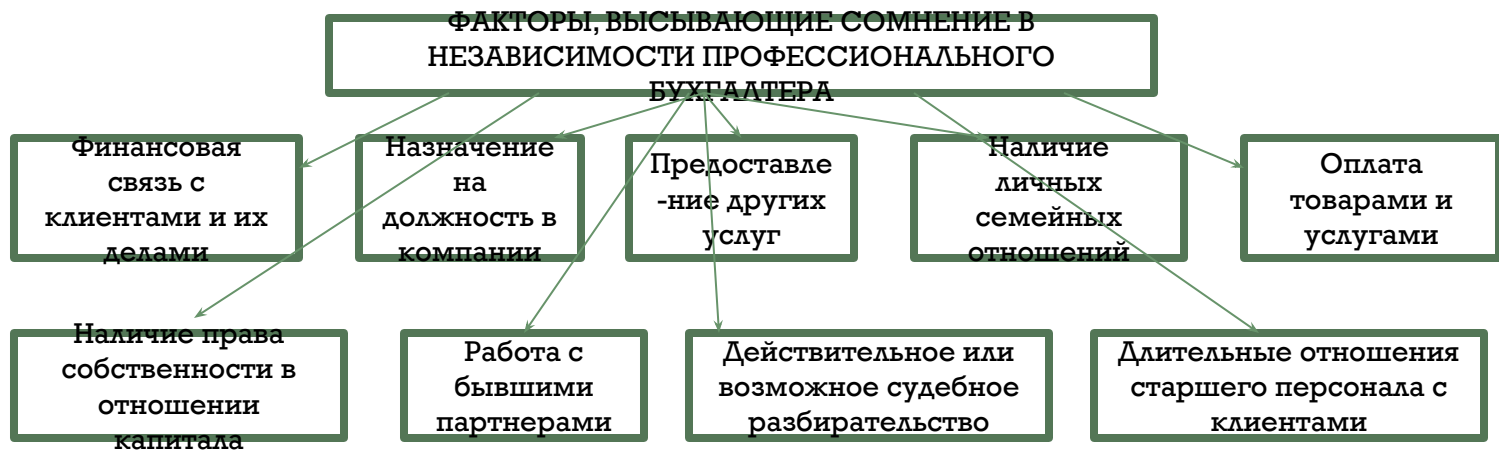 ФАКТОРЫ, ВЫСЫВАЮЩИЕ СОМНЕНИЕ В
НЕЗАВИСИМОСТИ ПРОФЕССИОНАЛЬНОГО
БУХГАЛТЕРА
Финансовая
связь с
клиентами и их
делами
Назначение
на
должность в
компании
Предоставле
-ние других
услуг
Наличие
личных
семейных
отношений
Оплата
товарами и
услугами
Наличие права
собственности в
отношении
капитала
Работа с
бывшими
партнерами
Действительное или
возможное судебное
разбирательство
Длительные отношения
старшего персонала с
клиентами